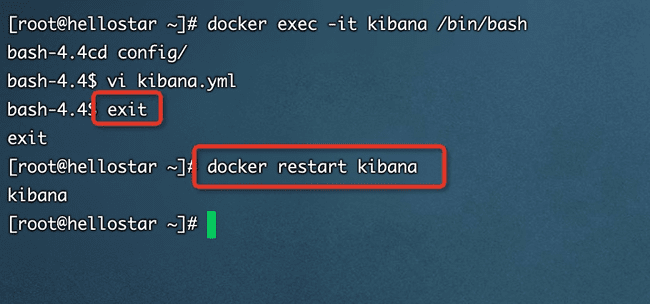 [root@hellostar ~]# docker exec -it kibana /bin/bash
bash-4.4cd config/
bash-4.4$ vi kibana.yml
bash-4.4$ exit
exit
[root@hellostar ~]# docker restart kibana
kibana
[root@hellostar ~]#